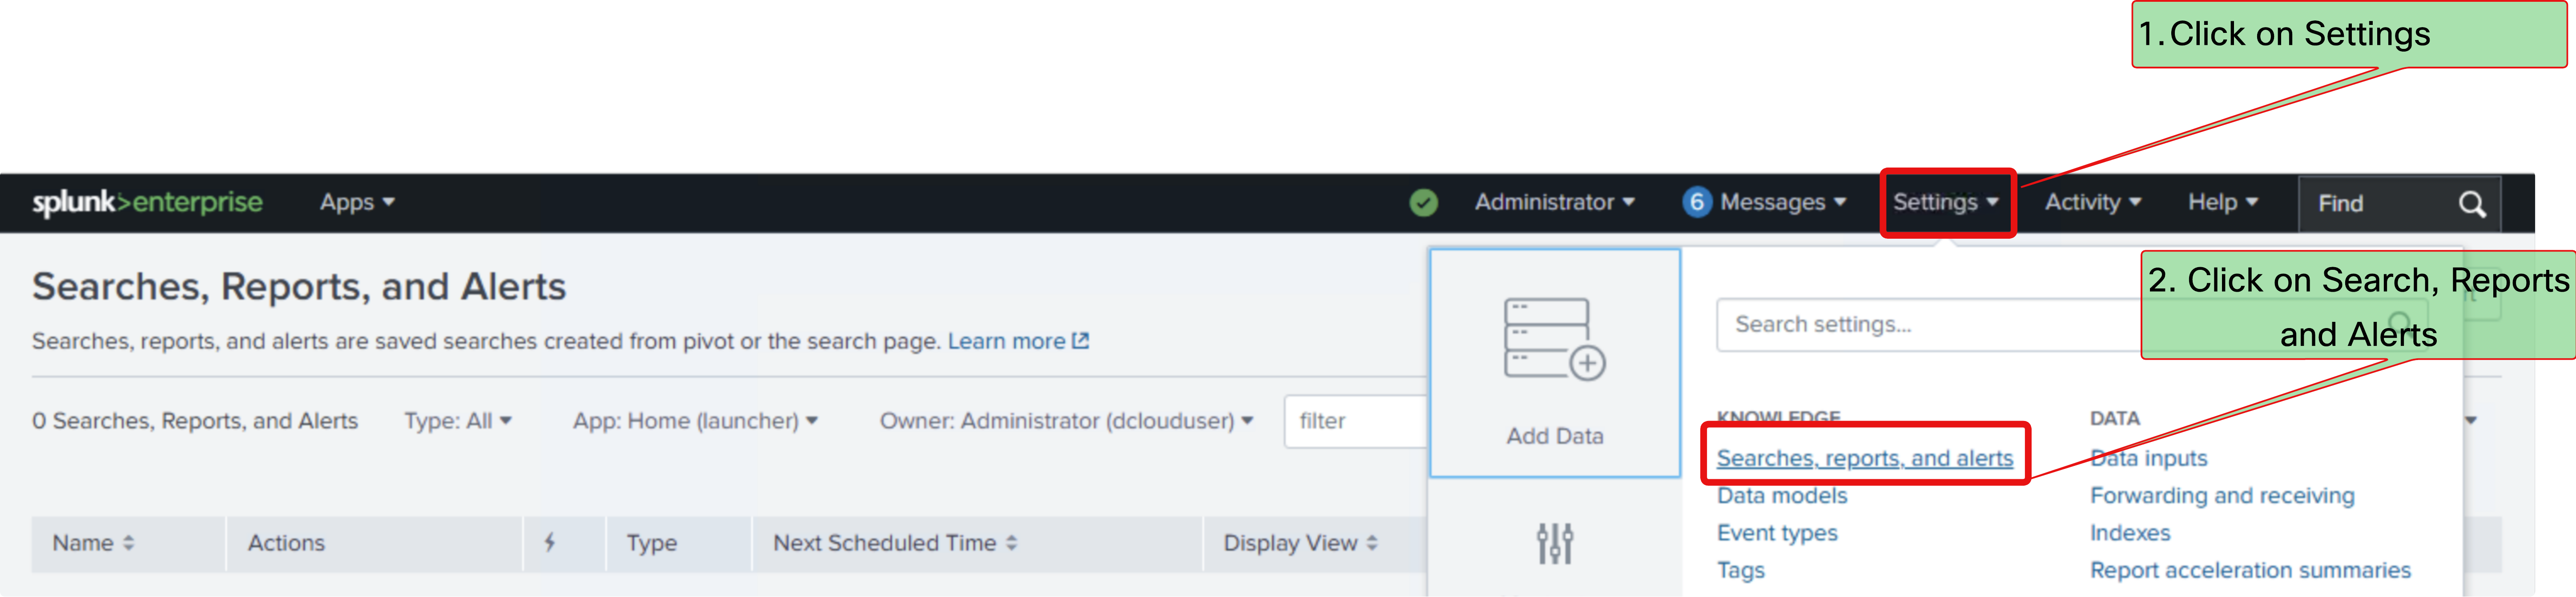 1. Click on Settings
splunk>enterprise Apps Administrator 6 Messages Settings Activity Help Find
Searches, Reports, and Alerts
Searches, reports, and alerts are saved searches created from pivot or the search page. Learn more
0 Searches, Reports, and Alerts Type: All App: Home (launcher) Owner: Administrator (dclouduser) filter
Name Actions Type Next Scheduled Time Display View
Add Data
Search settings...
2. Click on Search, Reports
and Alerts
KNOWLEDGE
Searches, reports, and alerts
Data models
Event types
Tags
DATA
Data inputs
Forwarding and receiving
Indexes
Report acceleration summaries